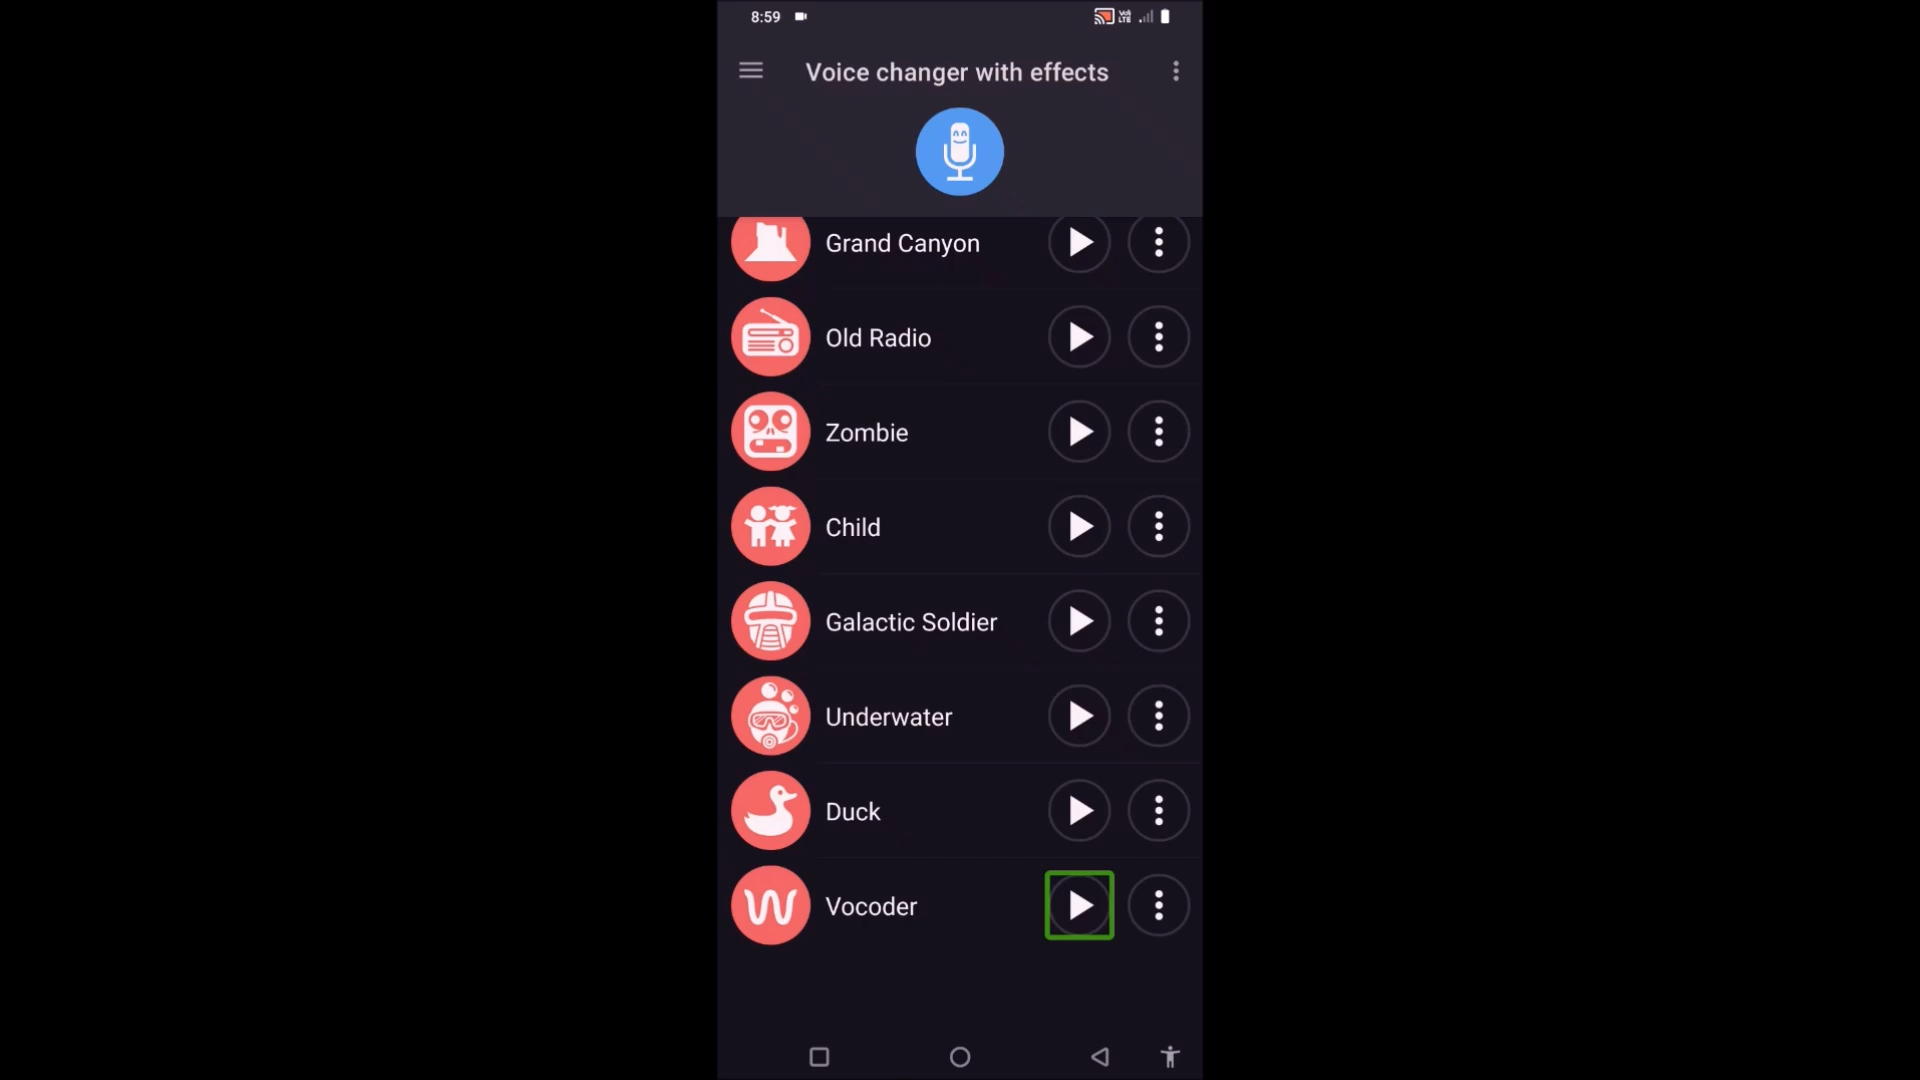 8:59
Voice changer with effects
Grand Canyon
Old Radio
Zombie
Child
Galactic Soldier
Underwater
Duck
Vocoder